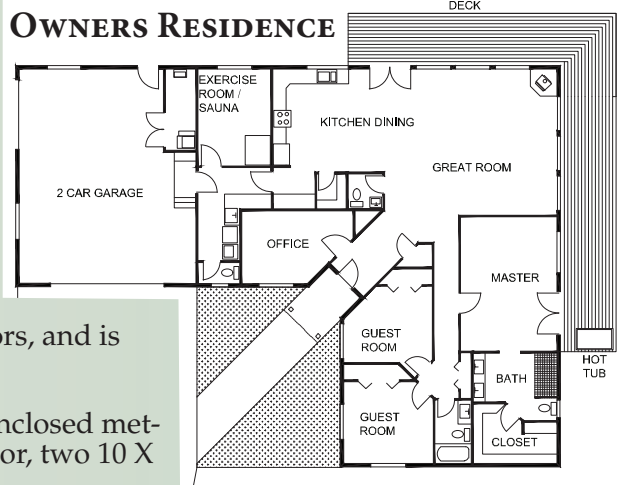 DECK
OWNERS RESIDENCE
EXERCISE
ROOM /
SAUNA
KITCHEN DINING
GREAT ROOM
2 CAR GARAGE
OFFICE
MASTER
GUEST
ROOM
HOT
TUB
BATH
GUEST
ROOM
CLOSET
ors, and is
nclosed met-
or, two 10 X